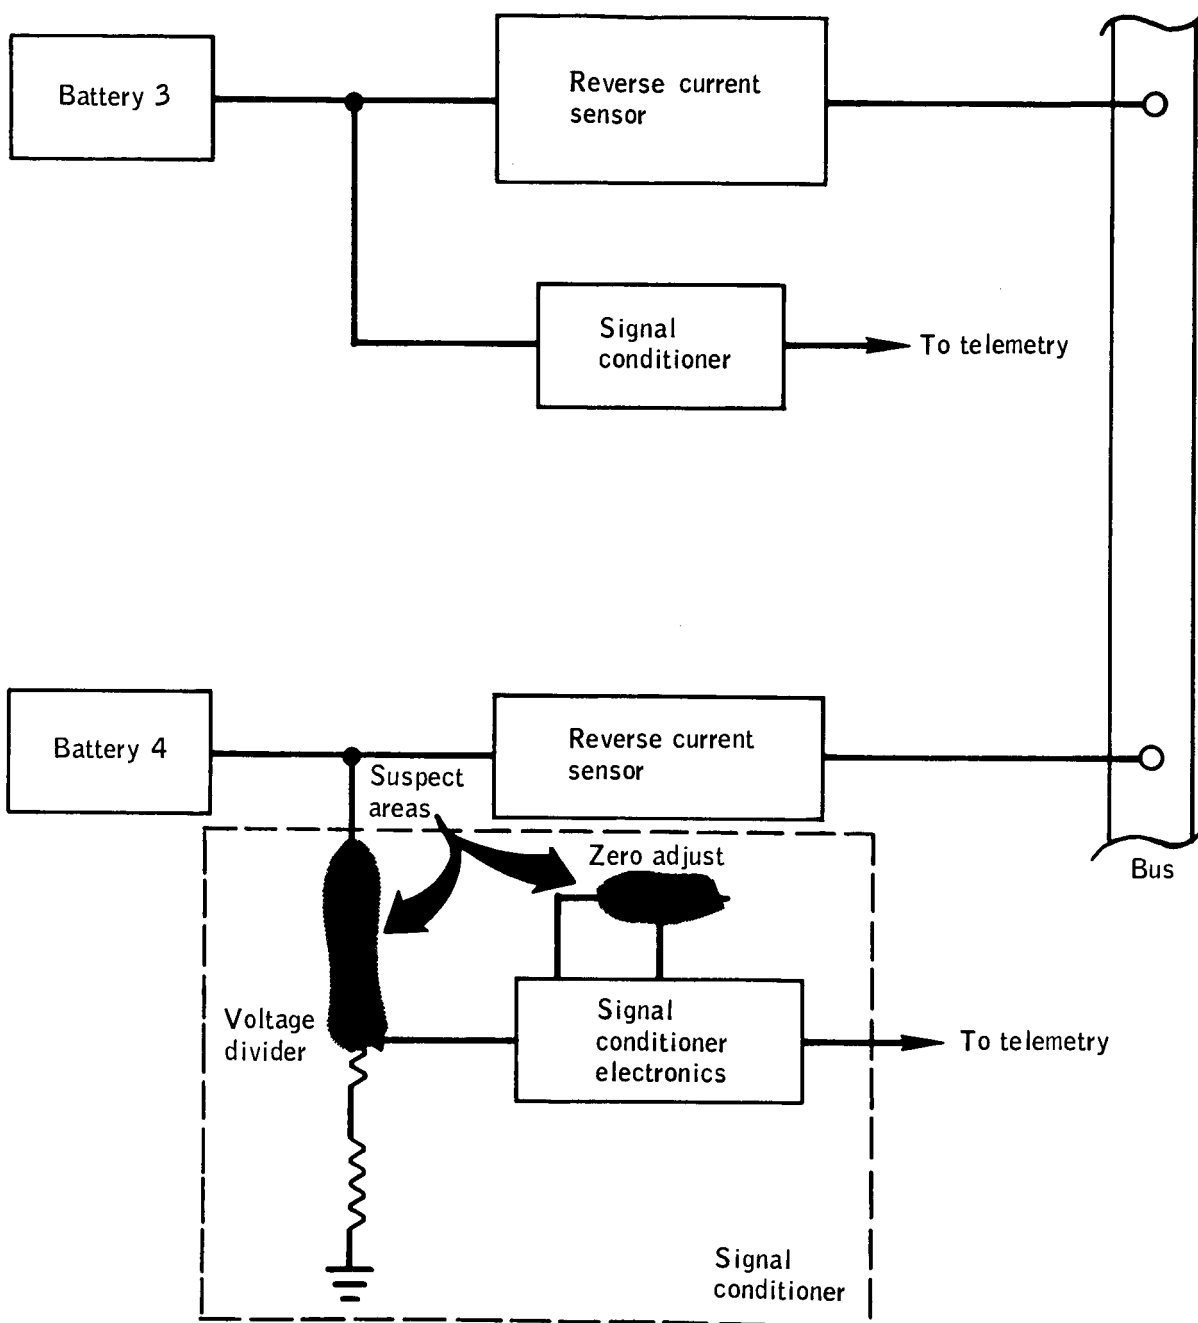 Battery 3
Reverse current
sensor
Signal
conditioner
To telemetry
Battery 4
Reverse current
sensor
Suspect
areas
Zero adjust
Bus
Voltage
divider
Signal
conditioner
electronics
To telemetry
Signal
conditioner